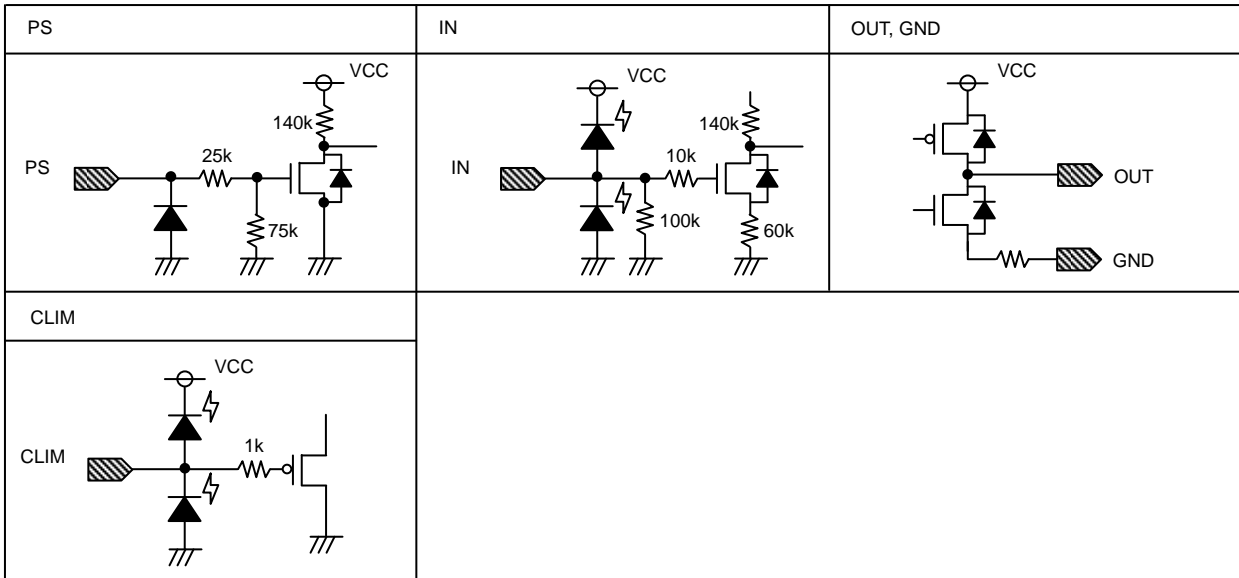 PS
IN
OUT, GND
VCC
140k
25k
PS
75k
VCC
140k
10k
IN
100k
60k
VCC
OUT
GND
CLIM
VCC
1k
CLIM